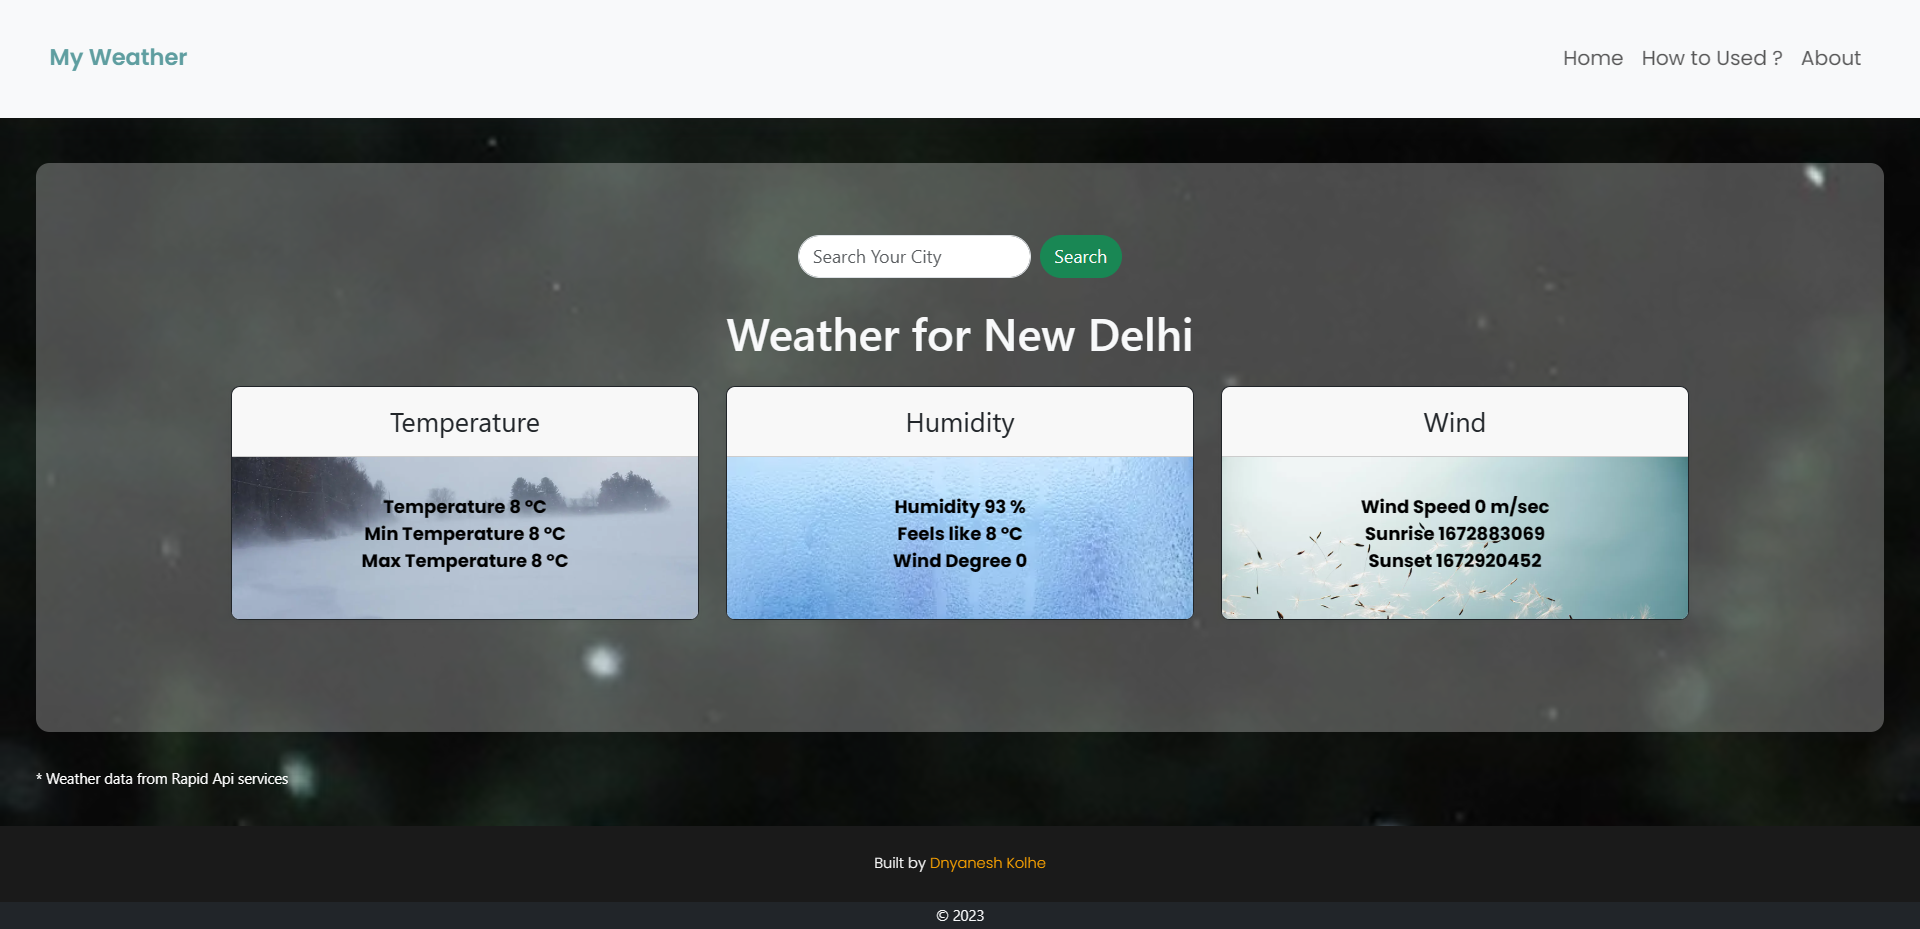 My Weather
Home How to Used ? About
Search Your City Search
Weather for New Delhi
Temperature
Temperature 8 °C
Min Temperature 8 °C
Max Temperature 8 °C
Humidity
Humidity 93 %
Feels like 8 °C
Wind Degree 0
Wind
Wind Speed 0 m/sec
Sunrise 1672883069
Sunset 1672920452
* Weather data from Rapid Api services
Built by Dnyanesh Kolhe
© 2023